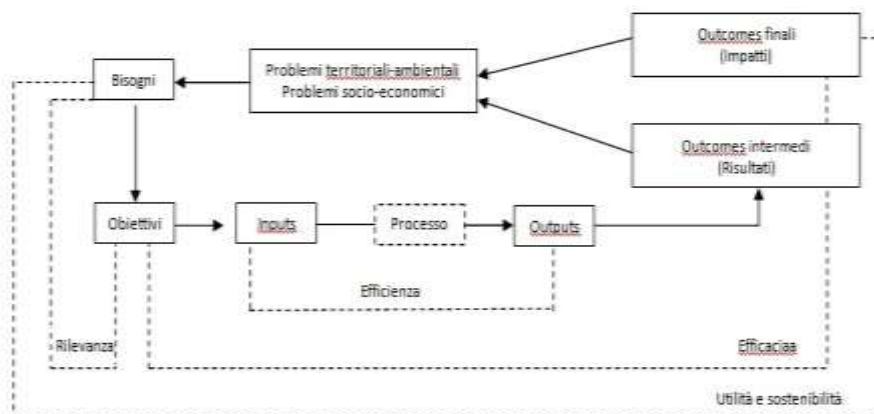 Outcomes finali
(Impatti)
Problemi territoriali-ambientali
Problemi socio-economici
Bisogni
Outcomes intermedi
(Risultati)
Obiettivi
Inputs
Processo
Outputs
Efficienza
Rilevanza
Efficaciaa
Utilità e sostenibilità